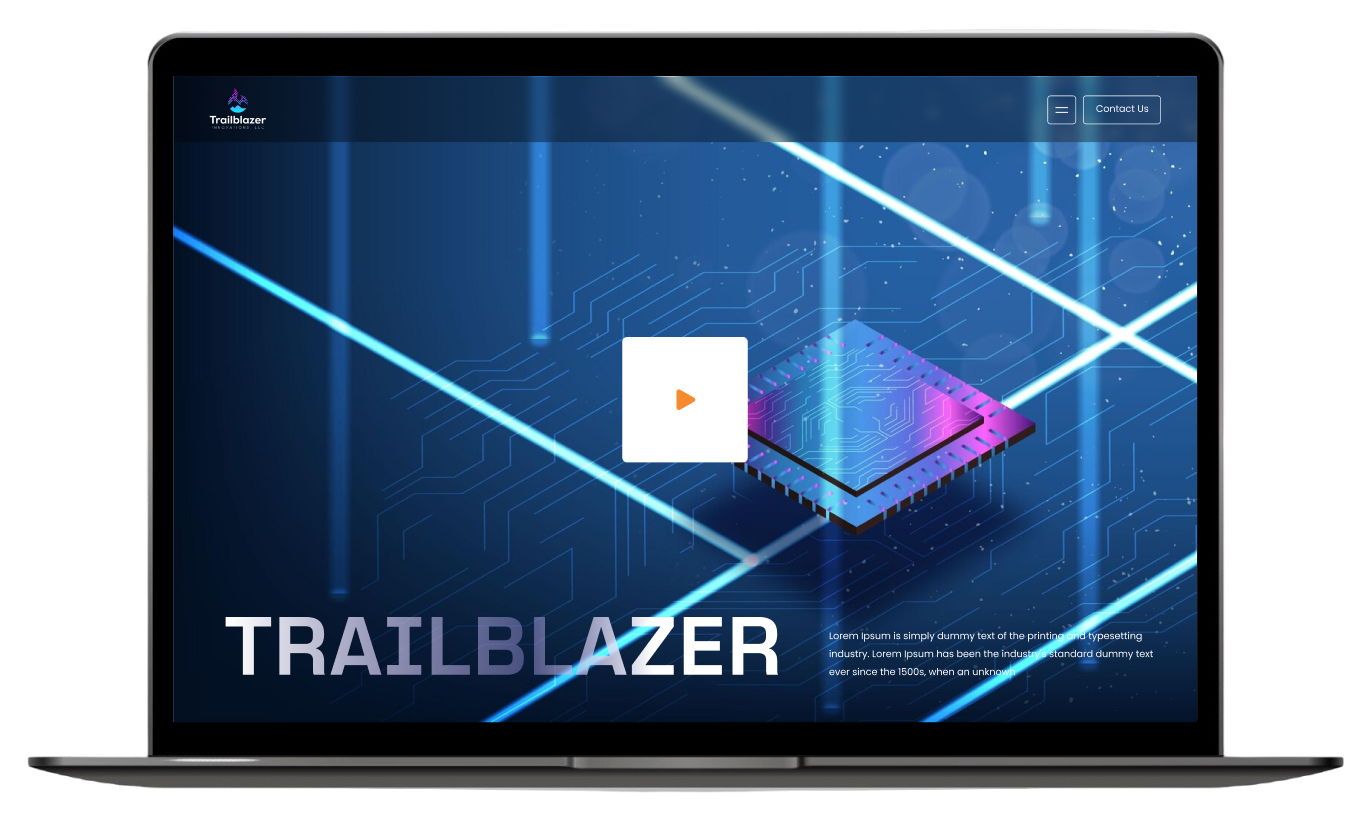 Trailblazer
INNOVATIONS, LLC
Contact Us
TRAILBLAZER
Lorem Ipsum is simply dummy text of the printing and typesetting
industry. Lorem Ipsum has been the industry's standard dummy text
ever since the 1500s, when an unknown